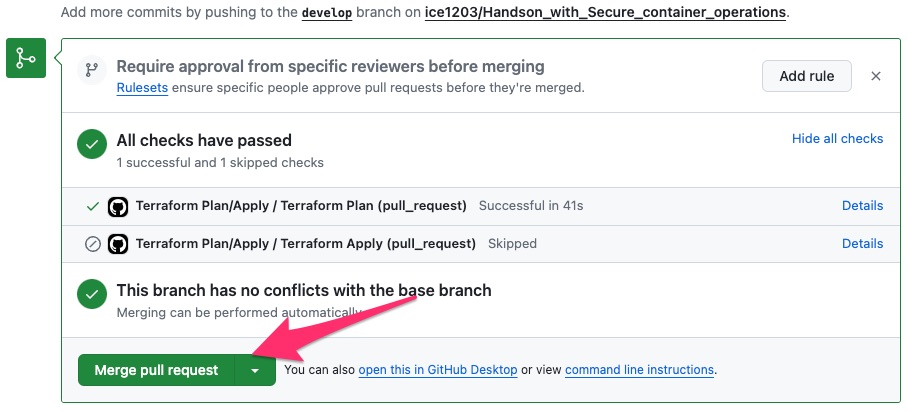 Add more commits by pushing to the develop branch on ice1203/Handson_with_Secure_container_operations.
Require approval from specific reviewers before merging
Rulesets ensure specific people approve pull requests before they're merged.
Add rule
All checks have passed
1 successful and 1 skipped checks
Hide all checks
Terraform Plan/Apply / Terraform Plan (pull_request) Successful in 41s Details
Terraform Plan/Apply / Terraform Apply (pull_request) Skipped Details
This branch has no conflicts with the base branch
Merging can be performed automatically
Merge pull request You can also open this in GitHub Desktop or view command line instructions.